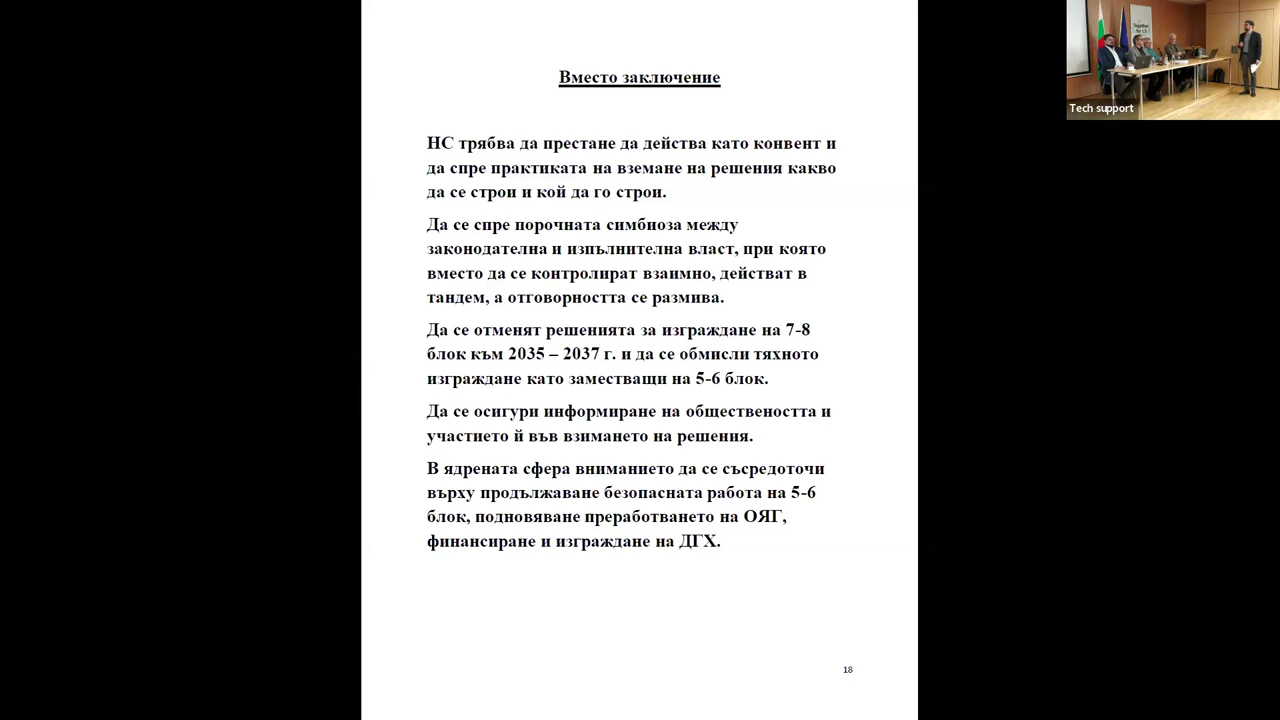 Вместо заключение
НС трябва да престане да действа като конвент и
да спре практиката на вземане на решения какво
да се строи и кой да го строи.
Да се спре порочната симбиоза между
законодателна и изпълнителна власт, при която
вместо да се контролират взаимно, действат в
тандем, а отговорността се размива.
Да се отменят решенията за изграждане на 7-8
блок към 2035 – 2037 г. и да се обмисли тяхното
изграждане като заместващи на 5-6 блок.
Да се осигури информиране на обществеността и
участието й във взимането на решения.
В ядрената сфера вниманието да се съсредоточи
върху продължаване безопасната работа на 5-6
блок, подновяване преработването на ОЯГ,
финансиране и изграждане на ДГХ.
18
Together
for 1.5
Tech support